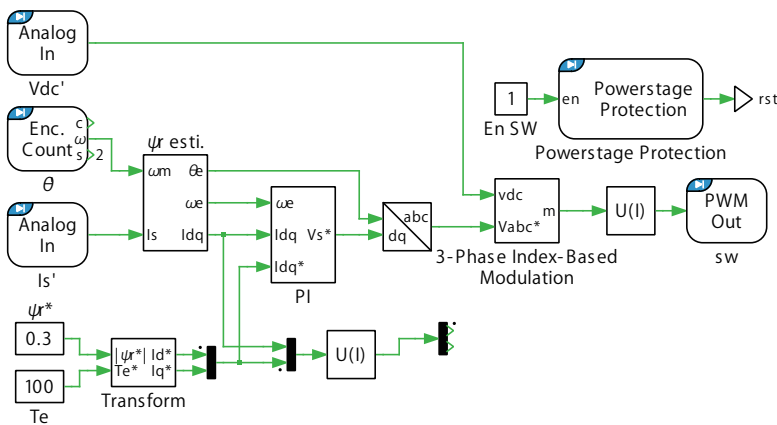 Analog
In
Vdc'
Enc.
Count
c
ω
s
2
θ
Analog
In
Is'
ψr esti.
ωm
Is
θe
ωe
Idq
ωe
Idq
Idq*
Vs*
PI
abc
dq
1
En SW
en
Powerstage
Protection
rst
Powerstage Protection
vdc
Vabc*
m
3-Phase Index-Based
Modulation
U(I)
PWM
Out
sw
ψr*
0.3
100
Te
|ψr*| Id*
Te* Iq*
Transform
U(I)